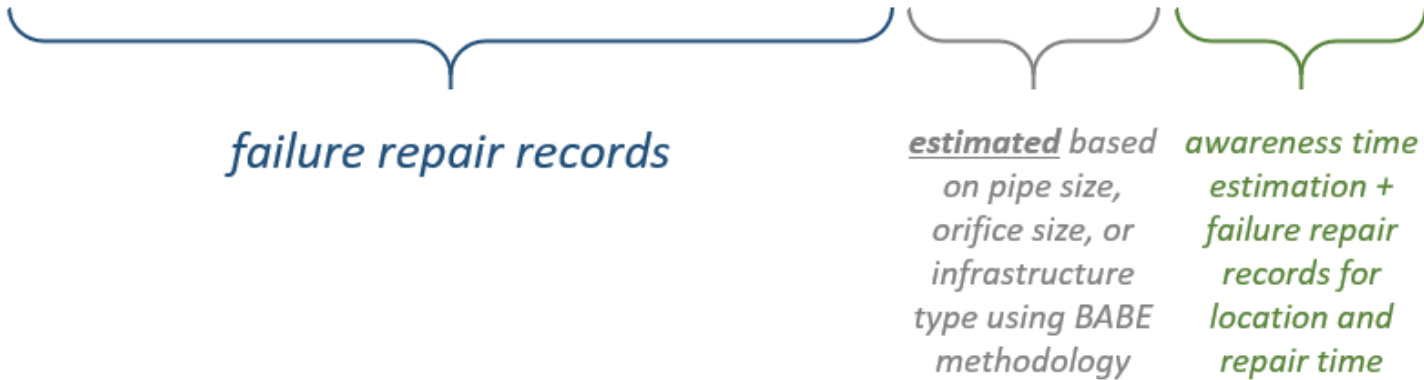 failure repair records
estimated based
on pipe size,
orifice size, or
infrastructure
type using BABE
methodology
awareness time
estimation +
failure repair
records for
location and
repair time